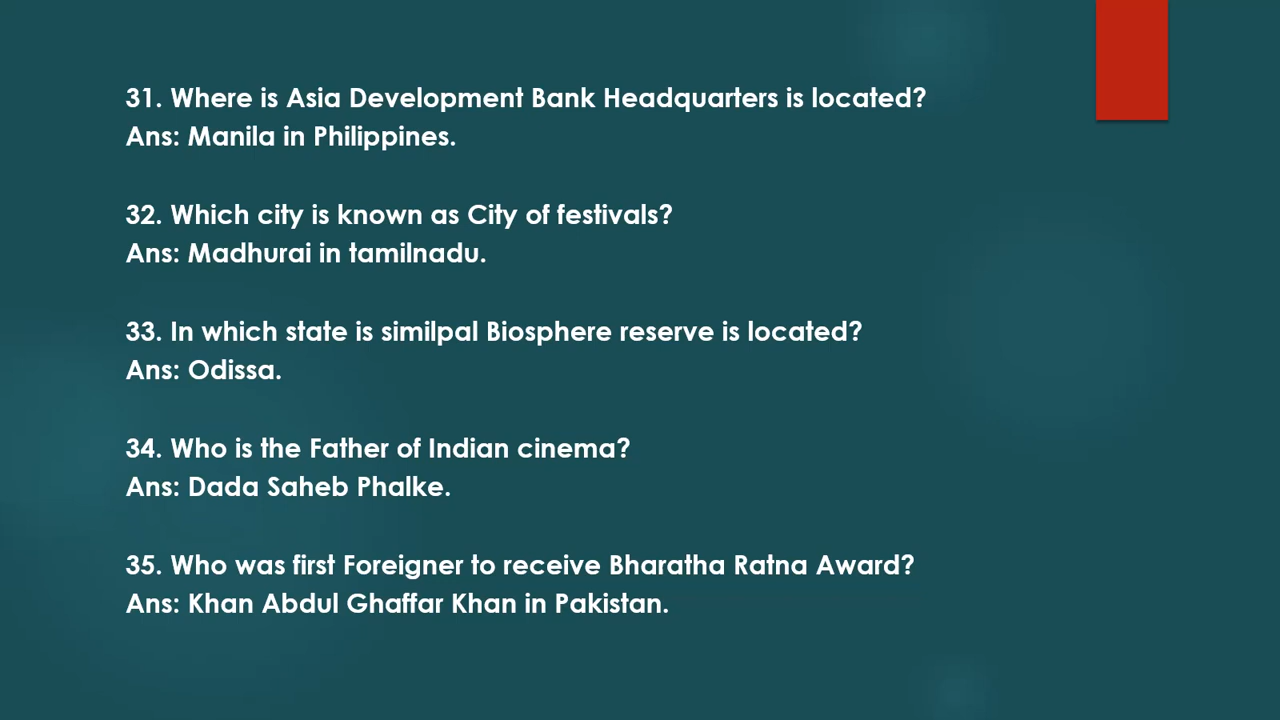 31. Where is Asia Development Bank Headquarters is located?
Ans: Manila in Philippines.
32. Which city is known as City of festivals?
Ans: Madhurai in tamilnadu.
33. In which state is similpal Biosphere reserve is located?
Ans: Odissa.
34. Who is the Father of Indian cinema?
Ans: Dada Saheb Phalke.
35. Who was first Foreigner to receive Bharatha Ratna Award?
Ans: Khan Abdul Ghaffar Khan in Pakistan.